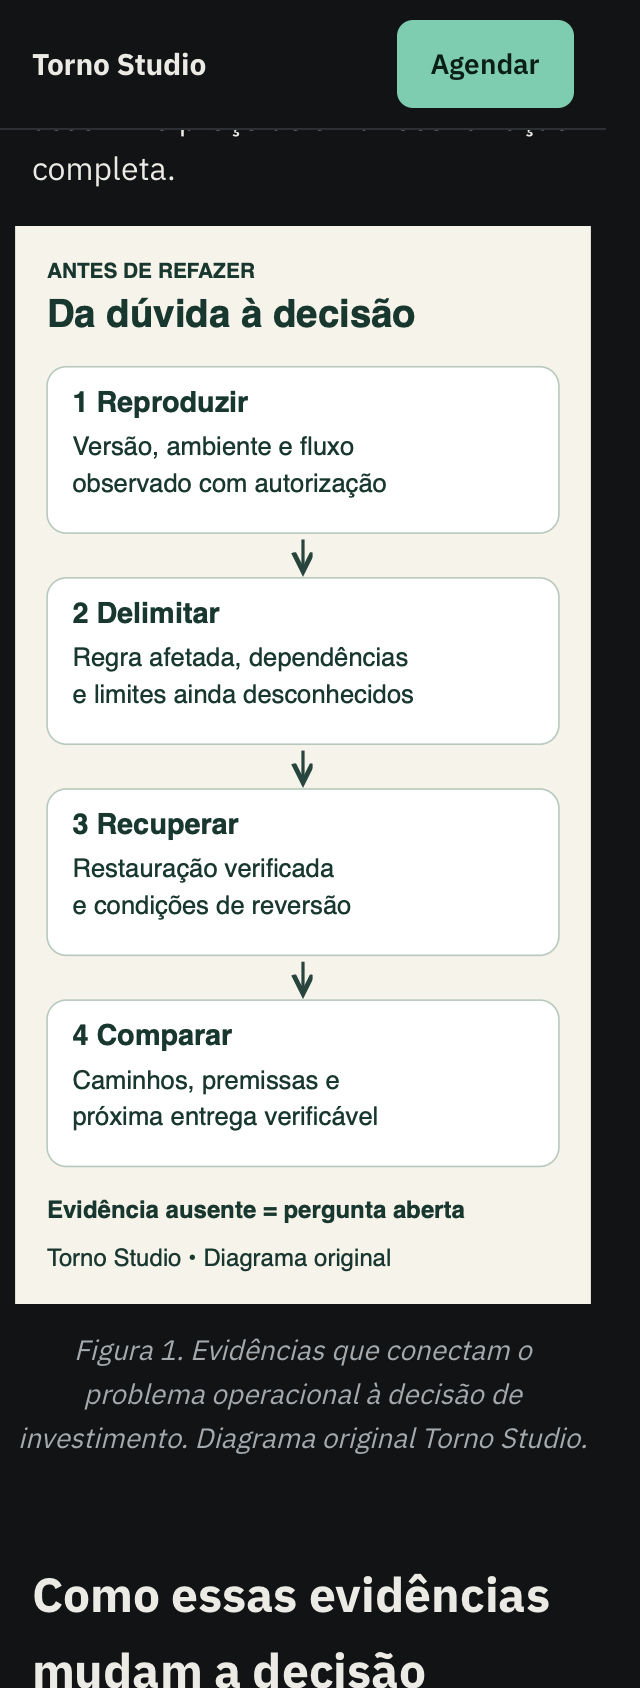 Torno Studio
Agendar
completa.
ANTES DE REFAZER
Da dúvida à decisão
1 Reproduzir
Versão, ambiente e fluxo
observado com autorização
2 Delimitar
Regra afetada, dependências
e limites ainda desconhecidos
3 Recuperar
Restauração verificada
e condições de reversão
4 Comparar
Caminhos, premissas e
próxima entrega verificável
Evidência ausente = pergunta aberta
Torno Studio • Diagrama original
Figura 1. Evidências que conectam o
problema operacional à decisão de
investimento. Diagrama original Torno Studio.
Como essas evidências
mudam a decisão